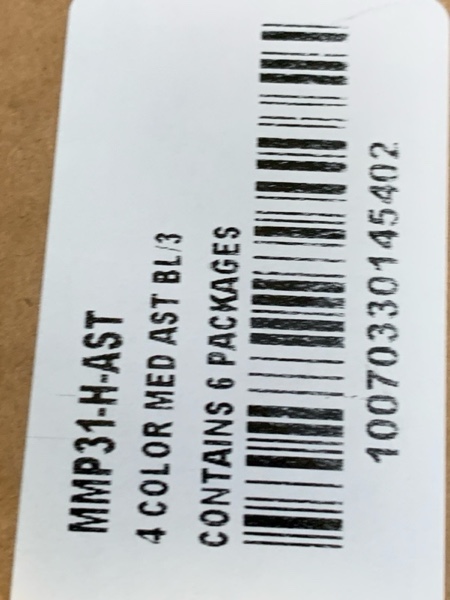 MMP31-H-AST
4 COLOR MED AST BL/3
CONTAINS 6 PACKAGES
10070330145402